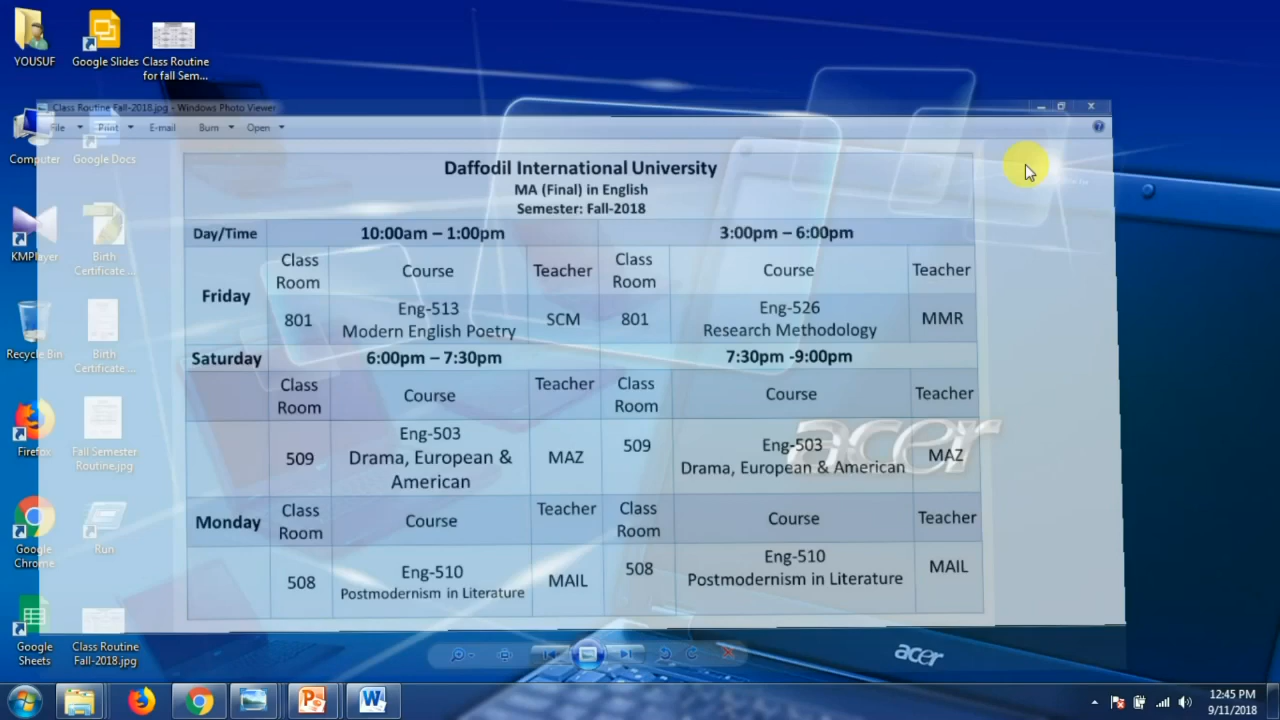 YOUSUF
Google Slides
Class Routine
for fall Sem...
Class Routine Fall-2018.jpg - Windows Photo Viewer
File Print E-mail Burn Open
Computer
Google Docs
KMPlayer
Birth
Certificate ...
Recycle Bin
Birth
Certificate ...
Firefox
Fall Semester
Routine.jpg
Google
Chrome
Run
Google
Sheets
Class Routine
Fall-2018.jpg
Daffodil International University
MA (Final) in English
Semester: Fall-2018
Day/Time 10:00am – 1:00pm 3:00pm – 6:00pm
Friday
Class
Room
Course
Teacher
Class
Room
Course
Teacher
801
Eng-513
Modern English Poetry
SCM
801
Eng-526
Research Methodology
MMR
Saturday 6:00pm – 7:30pm 7:30pm -9:00pm
Class
Room
Course
Teacher
Class
Room
Course
Teacher
509
Eng-503
Drama, European &
American
MAZ
509
Eng-503
Drama, European & American
MAZ
Monday
Class
Room
Course
Teacher
Class
Room
Course
Teacher
508
Eng-510
Postmodernism in Literature
MAIL
508
Eng-510
Postmodernism in Literature
MAIL
acer
acer
12:45 PM
9/11/2018